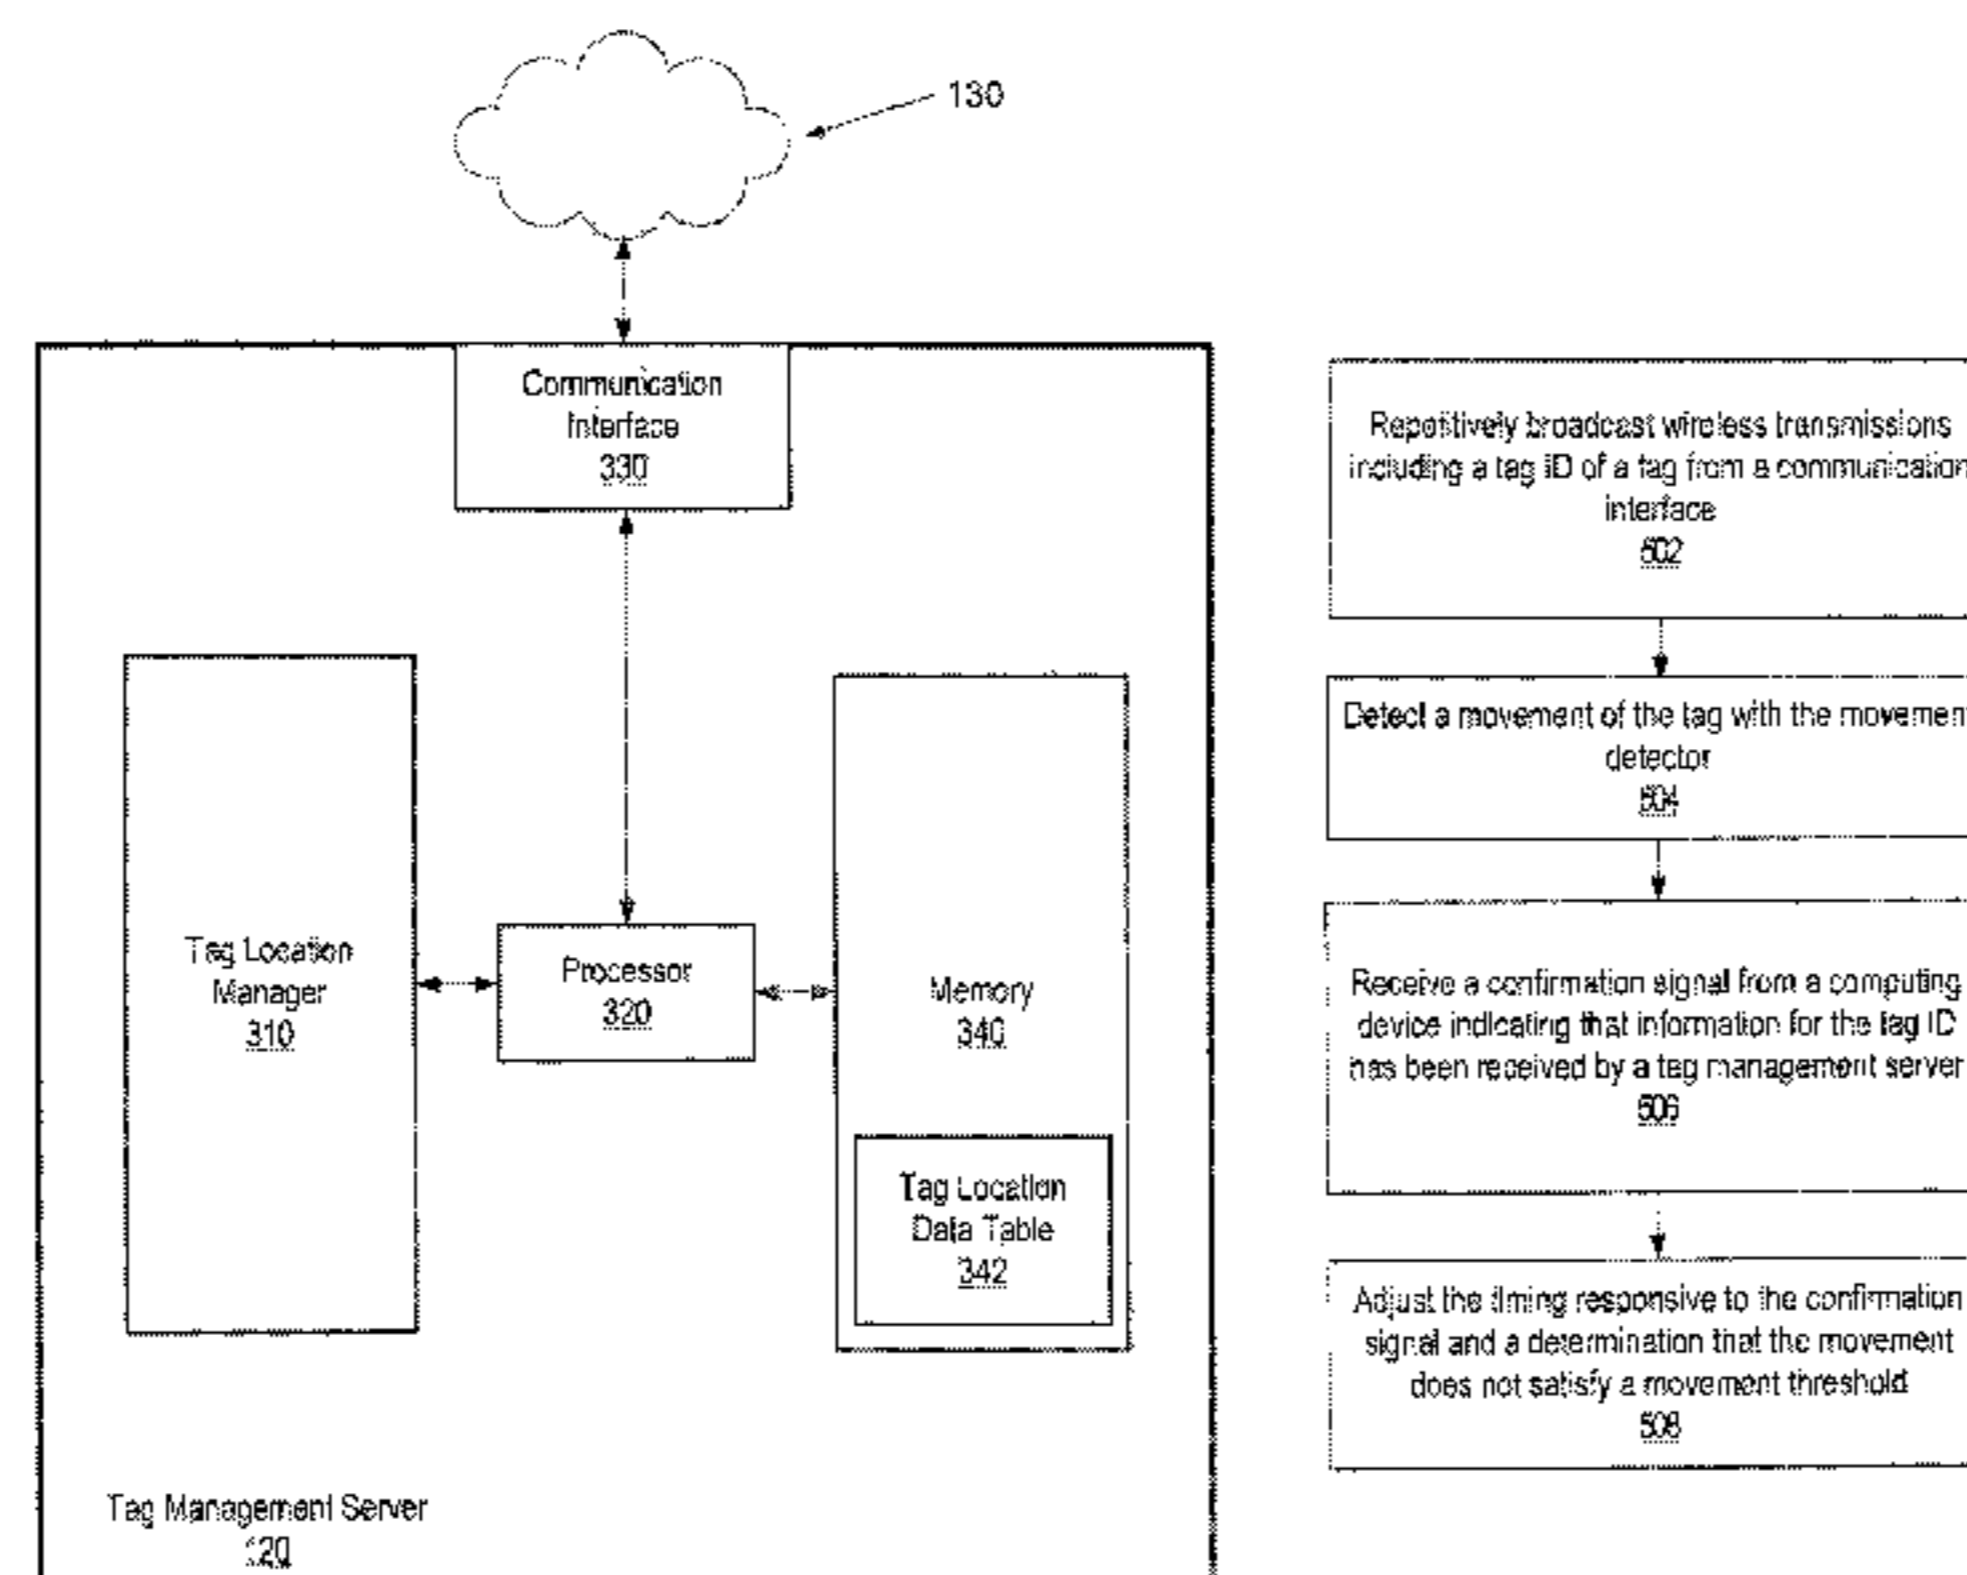 130
Communication
Interface
330
Tag Location
Manager
310
Processor
320
Memory
340
Tag Location
Data Table
342
Tag Management Server
120
Repetitively broadcast wireless transmissions
including a tag ID of a tag from a communication
interface
502
Detect a movement of the tag with the movement
detector
504
Receive a confirmation signal from a computing
device indicating that information for the tag ID
has been received by a tag management server
506
Adjust the timing responsive to the confirmation
signal and a determination that the movement
does not satisfy a movement threshold
508